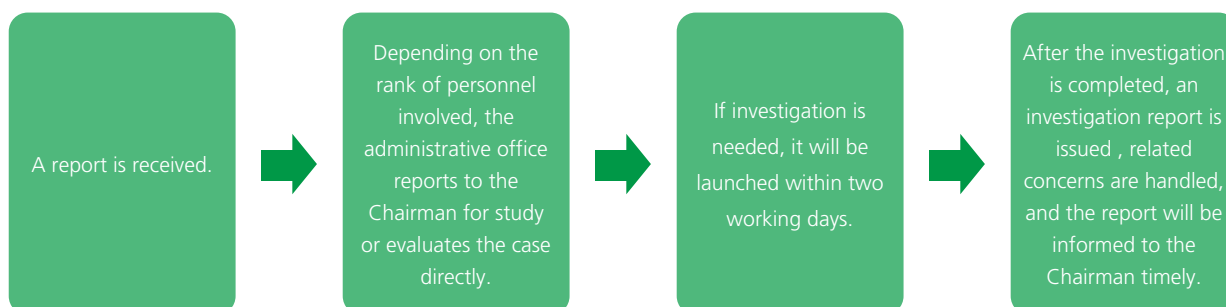 A report is received.
Depending on the
rank of personnel
involved, the
administrative office
reports to the
Chairman for study
or evaluates the case
directly.
If investigation is
needed, it will be
launched within two
working days.
After the investigation
is completed, an
investigation report is
issued , related
concerns are handled,
and the report will be
informed to the
Chairman timely.